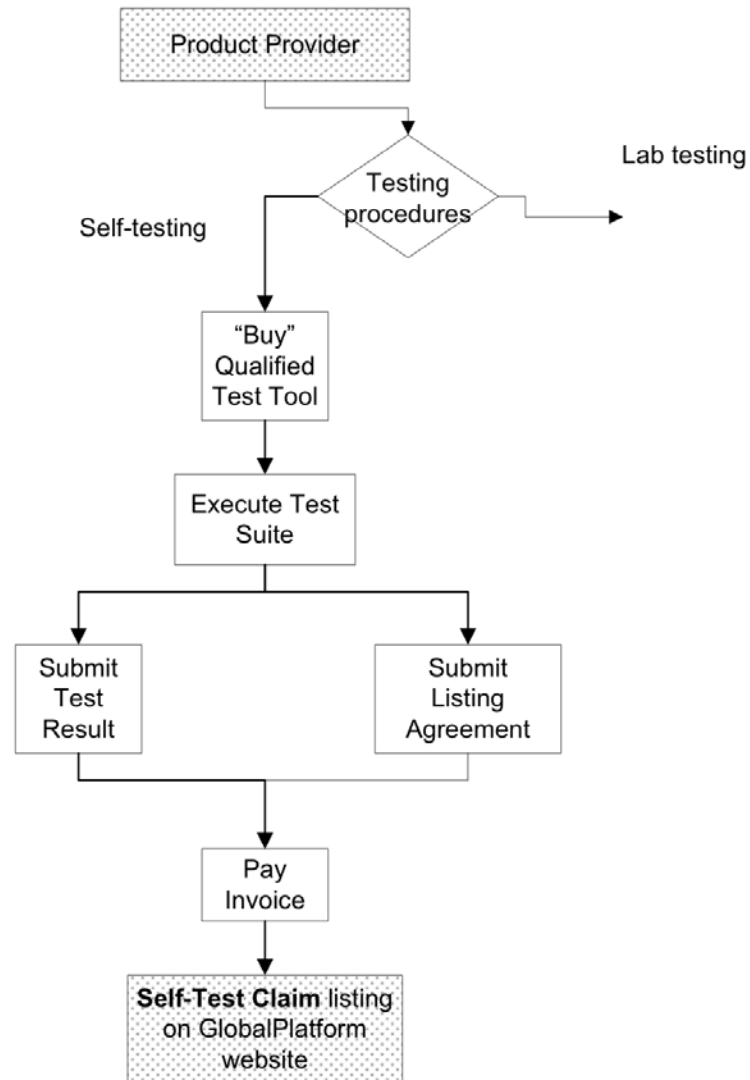 Product Provider
Lab testing
Testing
procedures
Self-testing
“Buy”
Qualified
Test Tool
Execute Test
Suite
Submit
Test
Result
Submit
Listing
Agreement
Pay
Invoice
Self-Test Claim listing
on GlobalPlatform
website